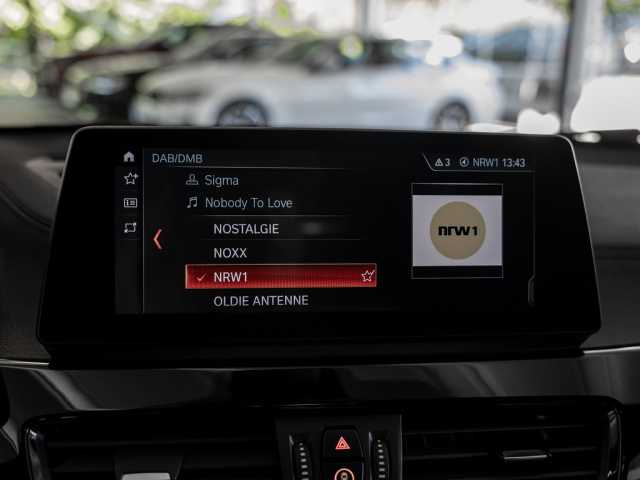 DAB/DMB
3 NRW1 13:43
Sigma
Nobody To Love
NOSTALGIE
NOXX
NRW1
OLDIE ANTENNE
nrw1